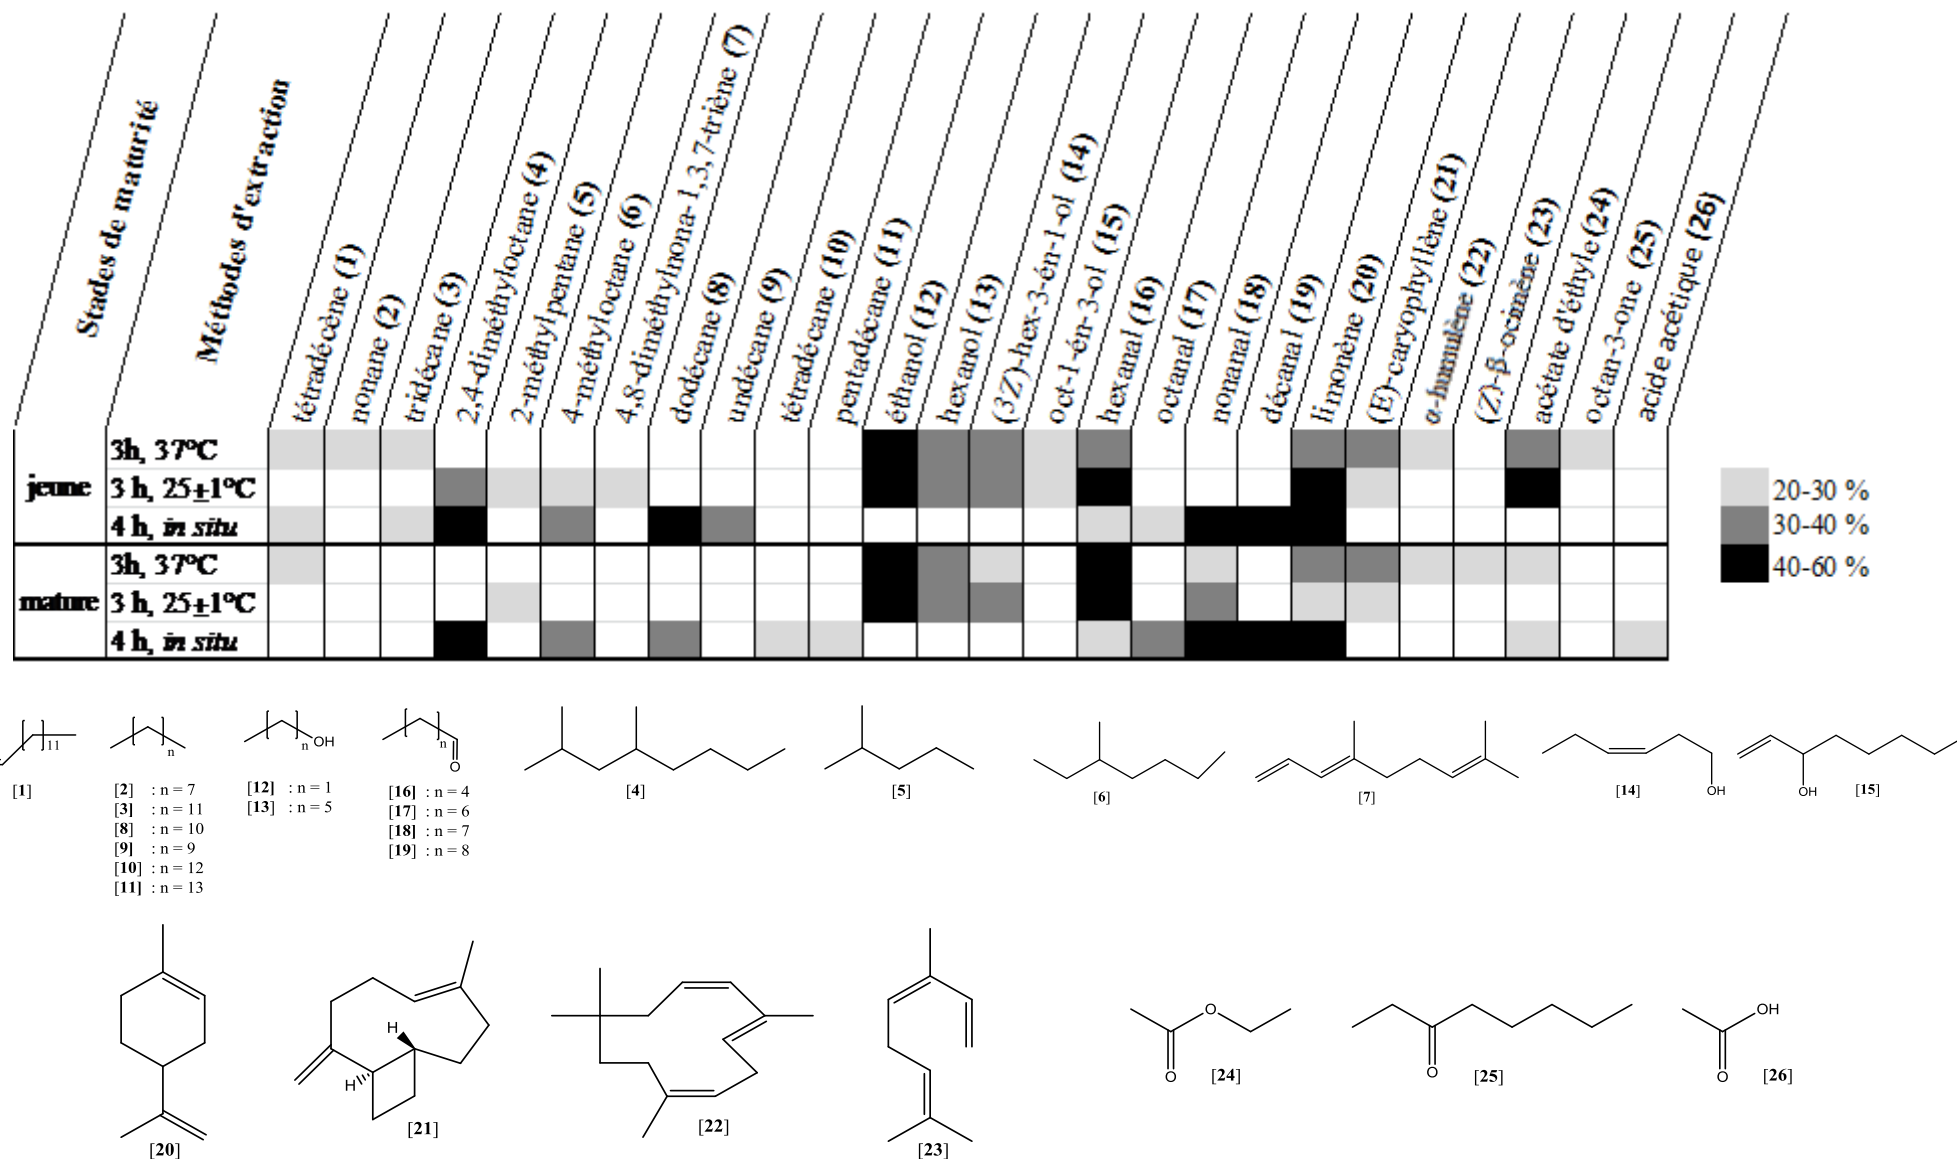 Stades de maturité
Méthodes d'extraction
tétradécène (1)
nonane (2)
tridécane (3)
2,4-diméthyloctane (4)
2-méthylpentane (5)
4-méthyloctane (6)
4,8-diméthylnona-1,3,7-triène (7)
dodécane (8)
undécane (9)
tétradécane (10)
pentadécane (11)
éthanol (12)
hexanol (13)
(3Z)-hex-3-én-1-ol (14)
oct-1-én-3-ol (15)
hexanal (16)
octanal (17)
nonanal (18)
décanal (19)
limonène (20)
(E)-caryophyllène (21)
α-humulène (22)
(Z)-β-ocimène (23)
acétate d'éthyle (24)
octan-3-one (25)
acide acétique (26)
jeune
3h, 37°C
3 h, 25±1°C
4 h, in situ
mature
3h, 37°C
3 h, 25±1°C
4 h, in situ
20-30 %
30-40 %
40-60 %
11
[1]
n
[2] : n = 7
[3] : n = 11
[8] : n = 10
[9] : n = 9
[10] : n = 12
[11] : n = 13
n OH
[12] : n = 1
[13] : n = 5
n
O
[16] : n = 4
[17] : n = 6
[18] : n = 7
[19] : n = 8
[4]
[5]
[6]
[7]
OH
[14]
OH
[15]
[20]
H
H
[21]
[22]
[23]
O
O
[24]
O
[25]
OH
O
[26]